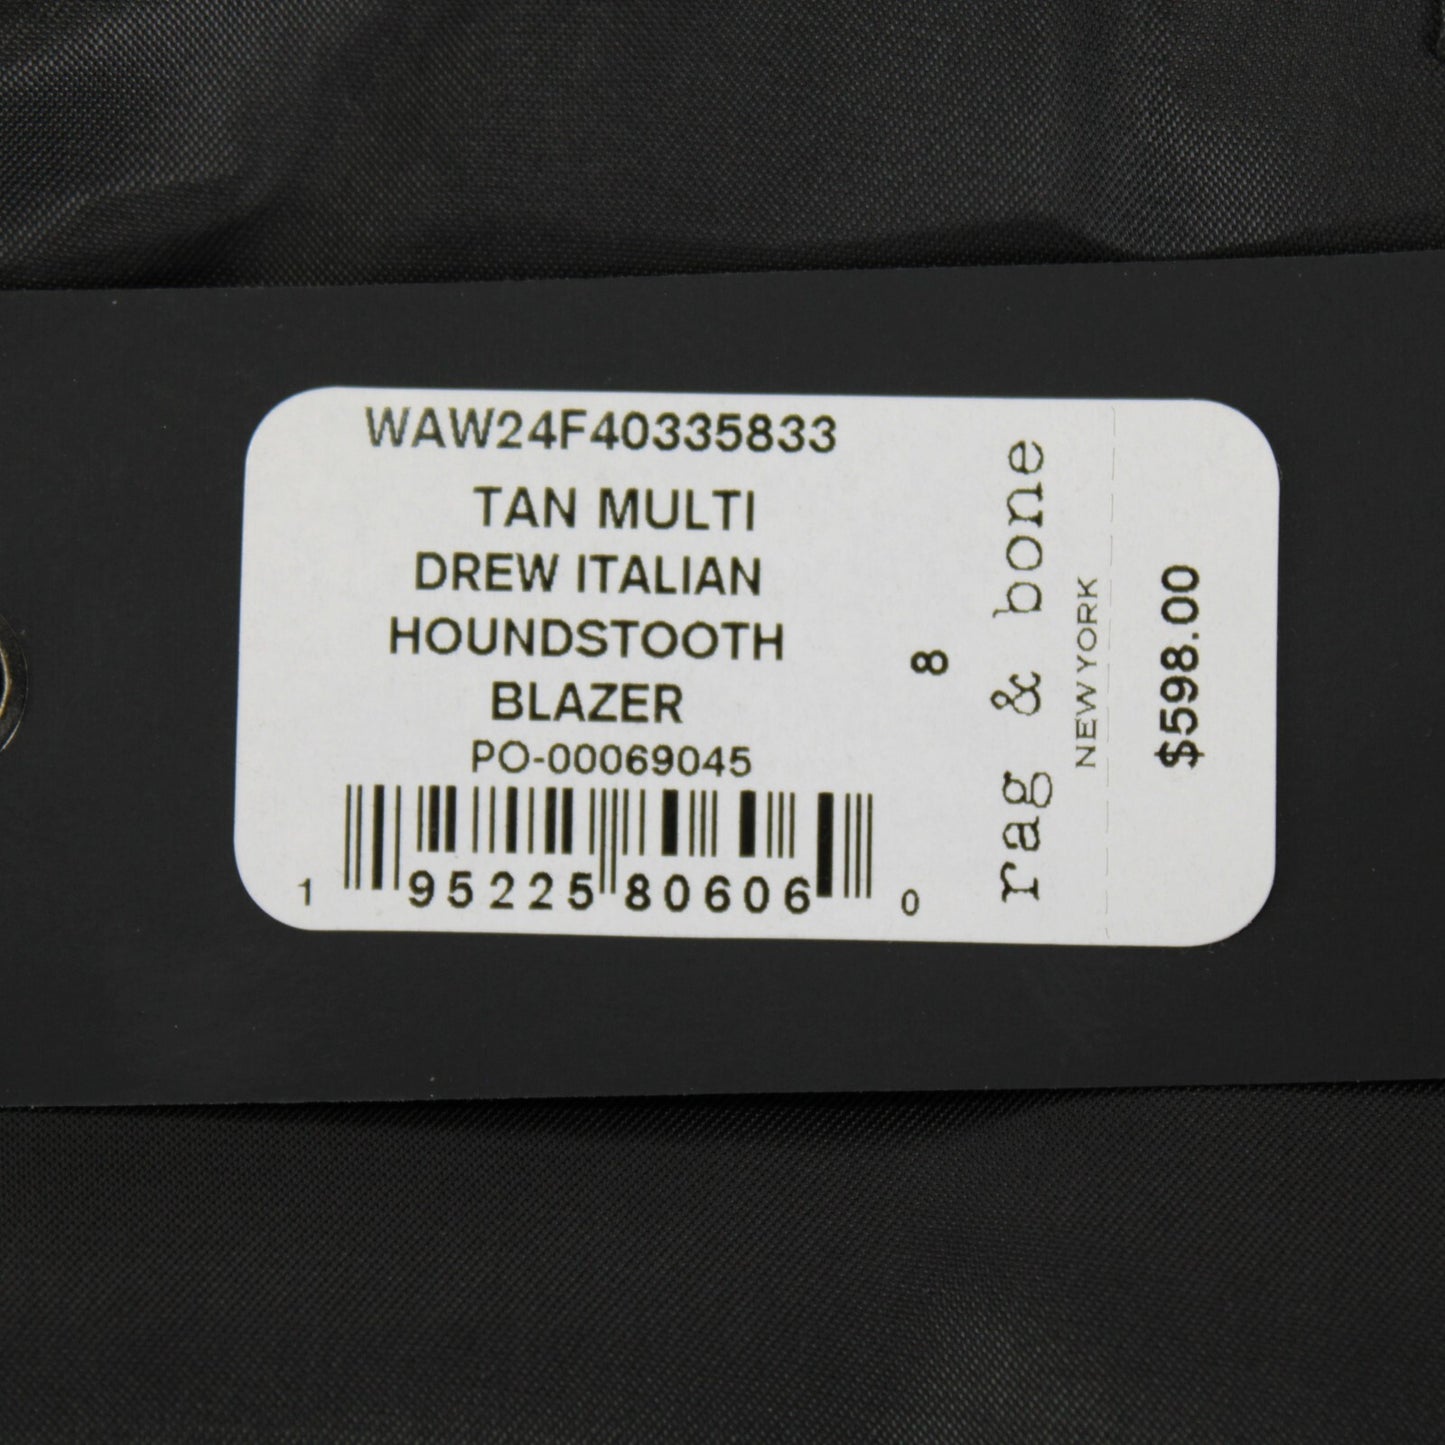 WAW24F40335833
TAN MULTI
DREW ITALIAN
HOUNDSTOOTH
BLAZER
PO-00069045
1 95225 80606 0
8
rag & bone
NEW YORK
$598.00